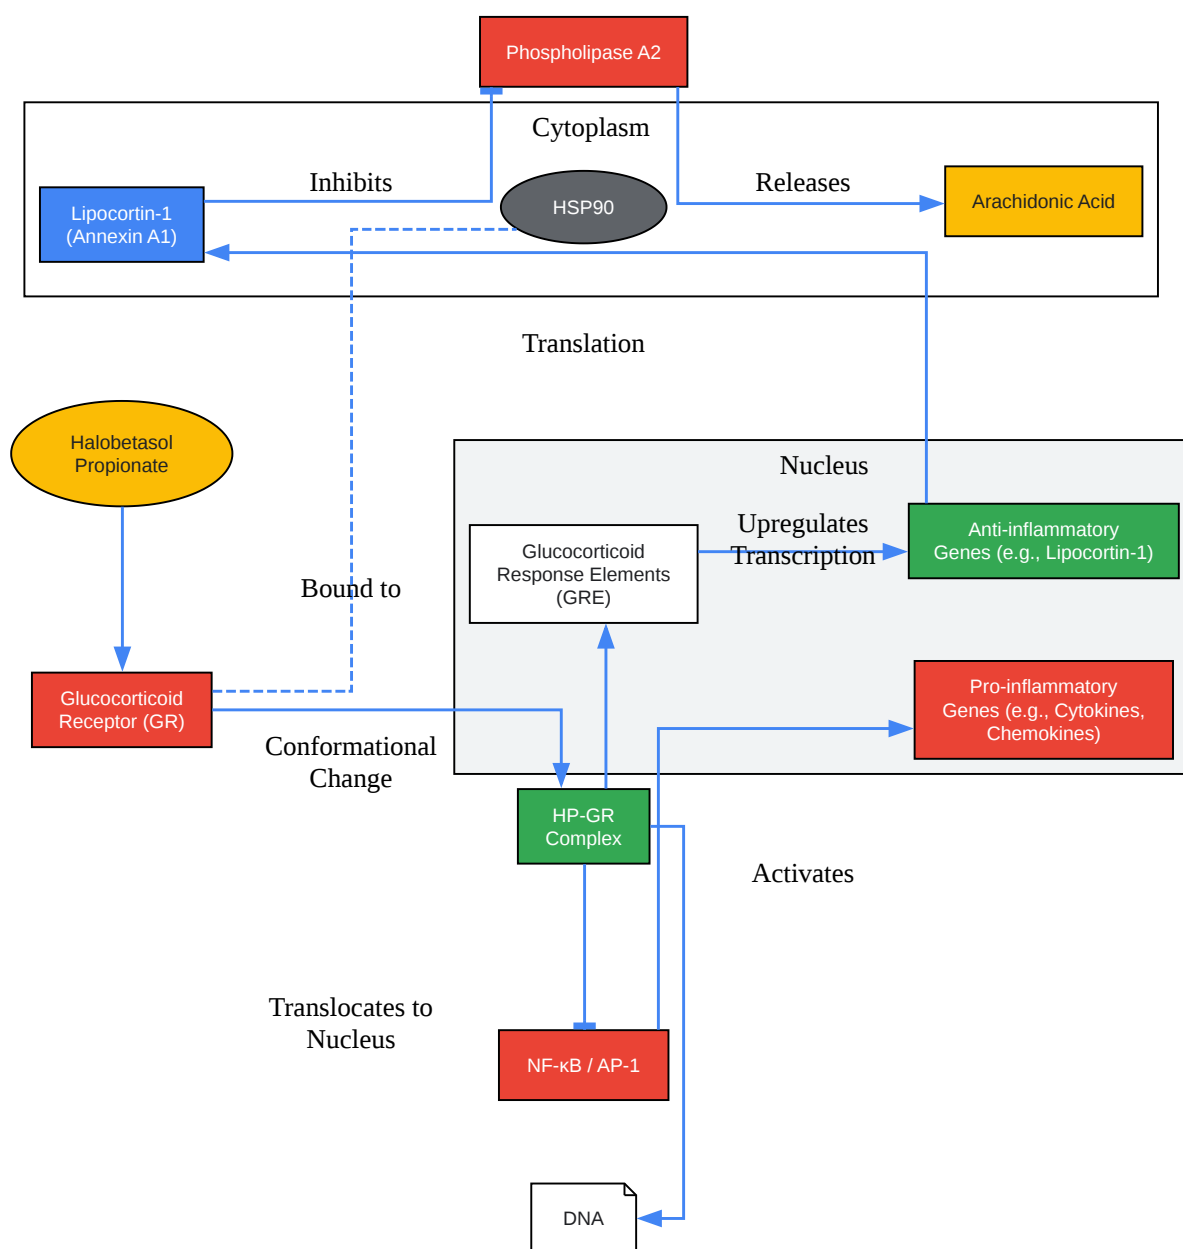 Phospholipase A2
Cytoplasm
Inhibits
HSP90
Releases
Arachidonic Acid
Lipocortin-1
(Annexin A1)
Translation
Halobetasol
Propionate
Nucleus
Upregulates
Transcription
Anti-inflammatory
Genes (e.g., Lipocortin-1)
Glucocorticoid
Response Elements
(GRE)
Bound to
Glucocorticoid
Receptor (GR)
Pro-inflammatory
Genes (e.g., Cytokines,
Chemokines)
Conformational
Change
HP-GR
Complex
Activates
Translocates to
Nucleus
NF-κB / AP-1
DNA